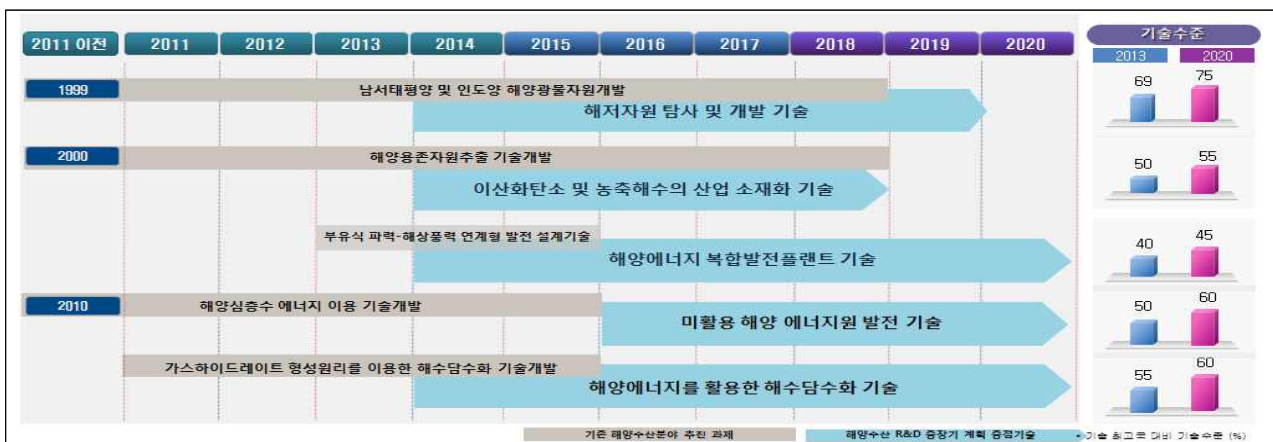 2011 이전 2011 2012 2013 2014 2015 2016 2017 2018 2019 2020
기술수준
2013 2020
1999
남서태평양 및 인도양 해양광물자원개발
해저자원 탐사 및 개발 기술
69 75
2000
해양용존자원추출 기술개발
이산화탄소 및 농축해수의 산업 소재화 기술
50 55
부유식 파력-해상풍력 연계형 발전 설계기술
해양에너지 복합발전플랜트 기술
40 45
2010
해양심층수 에너지 이용 기술개발
미활용 해양 에너지원 발전 기술
50 60
가스하이드레이트 형성원리를 이용한 해수담수화 기술개발
해양에너지를 활용한 해수담수화 기술
55 60
기존 해양수산분야 추진 과제
해양수산 R&D 중장기 계획 중점기술
기술 최고국 대비 기술수준 (%)